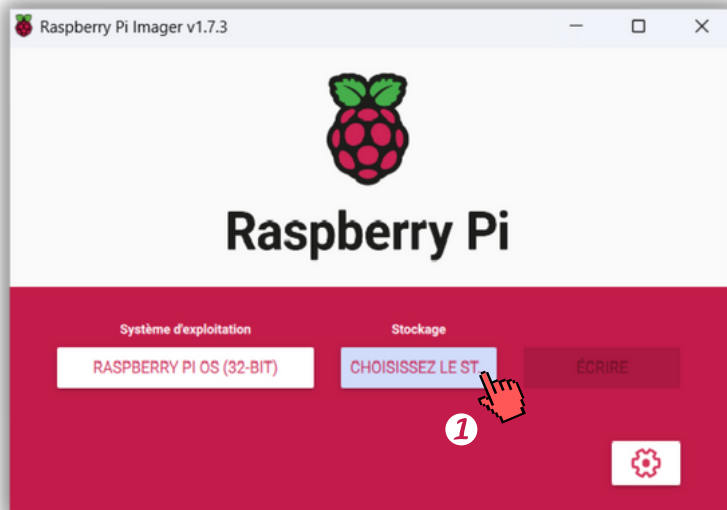 Raspberry Pi Imager v1.7.3
Raspberry Pi
Système d'exploitation
Stockage
RASPBERRY PI OS (32-BIT)
CHOISISSEZ LE ST
ÉCRIRE
1